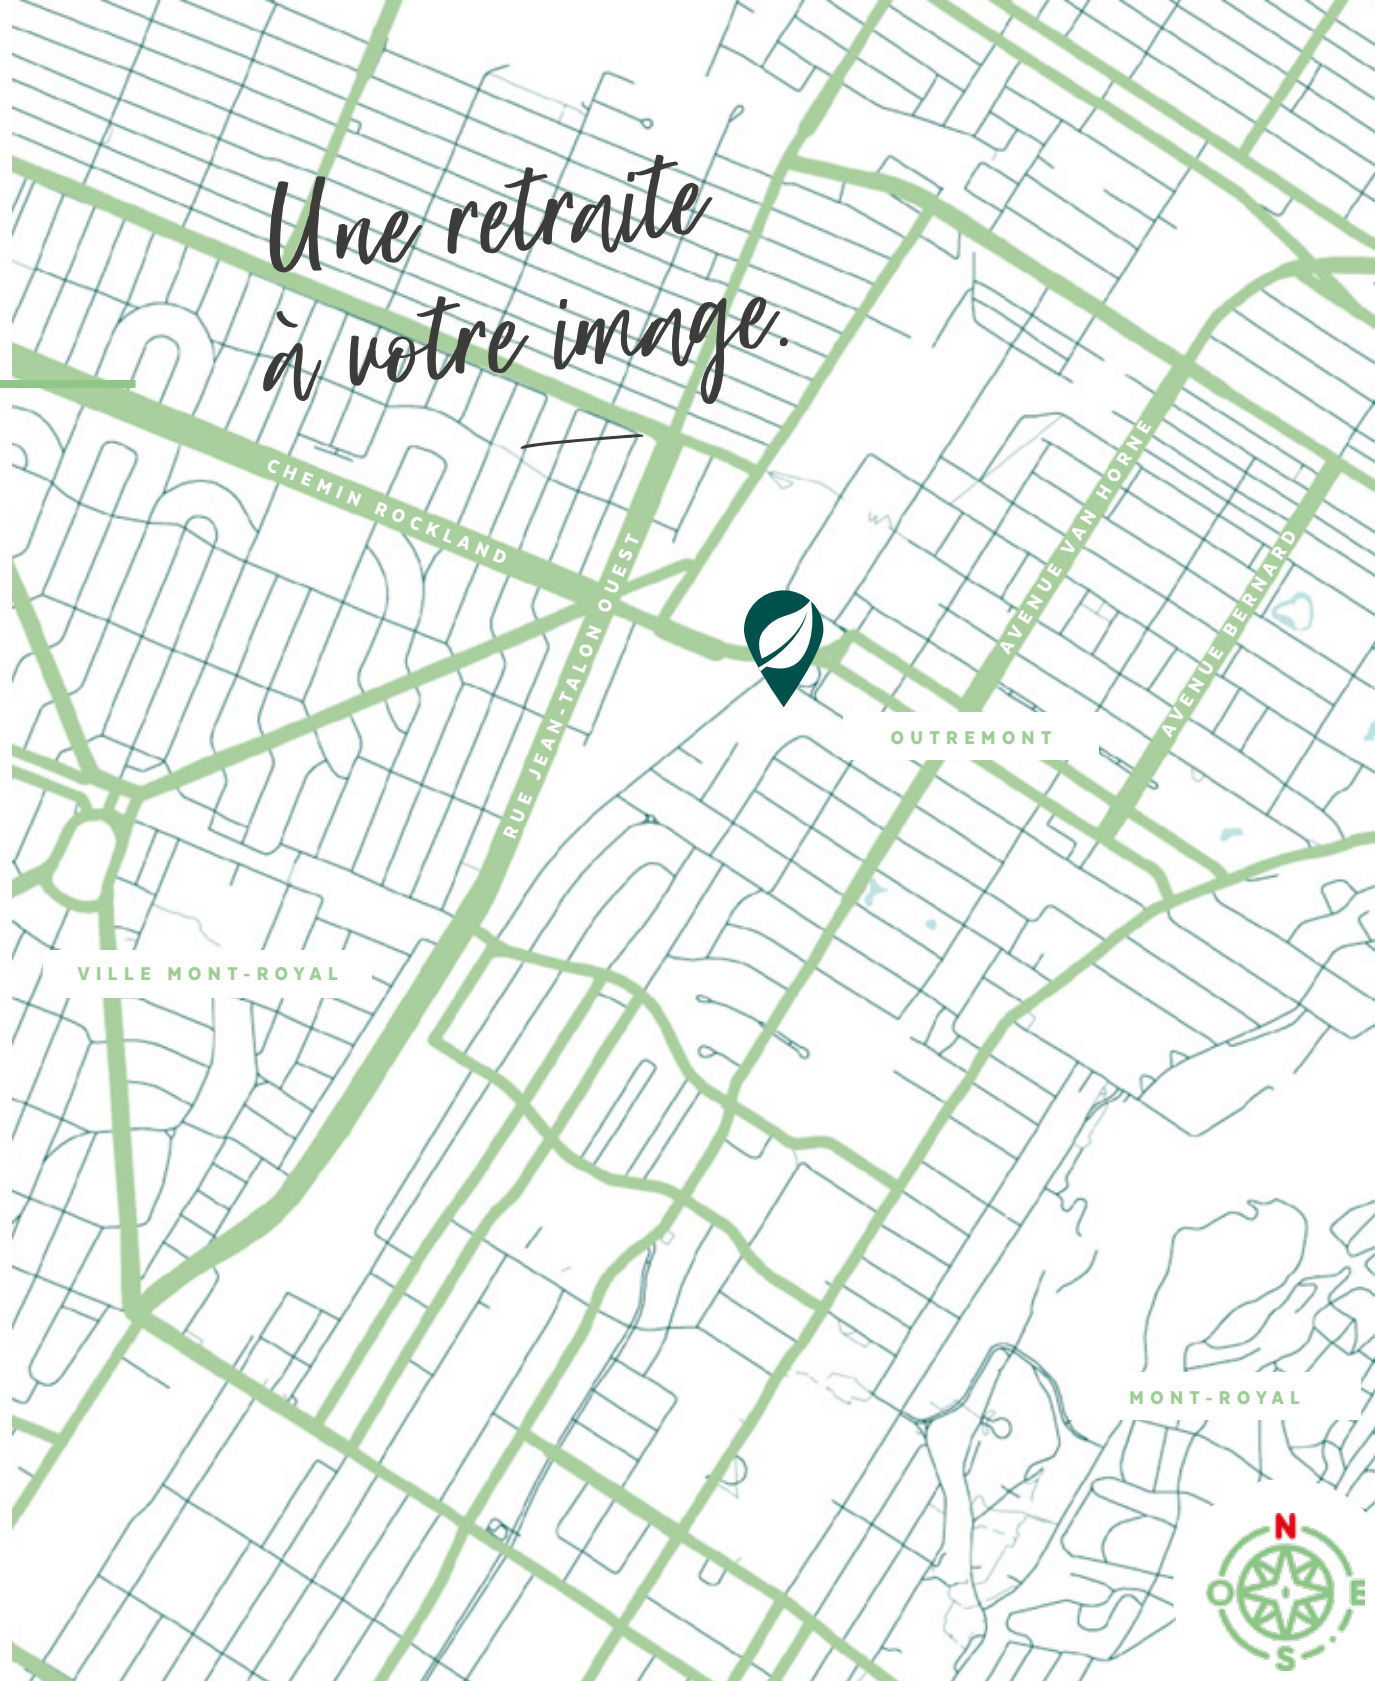 Une retraite
à votre image.
CHEMIN ROCKLAND
RUE JEAN-TALON OUEST
AVENUE VAN HORNE
AVENUE BERNARD
OUTREMONT
VILLE MONT-ROYAL
MONT-ROYAL
N
O
E
S